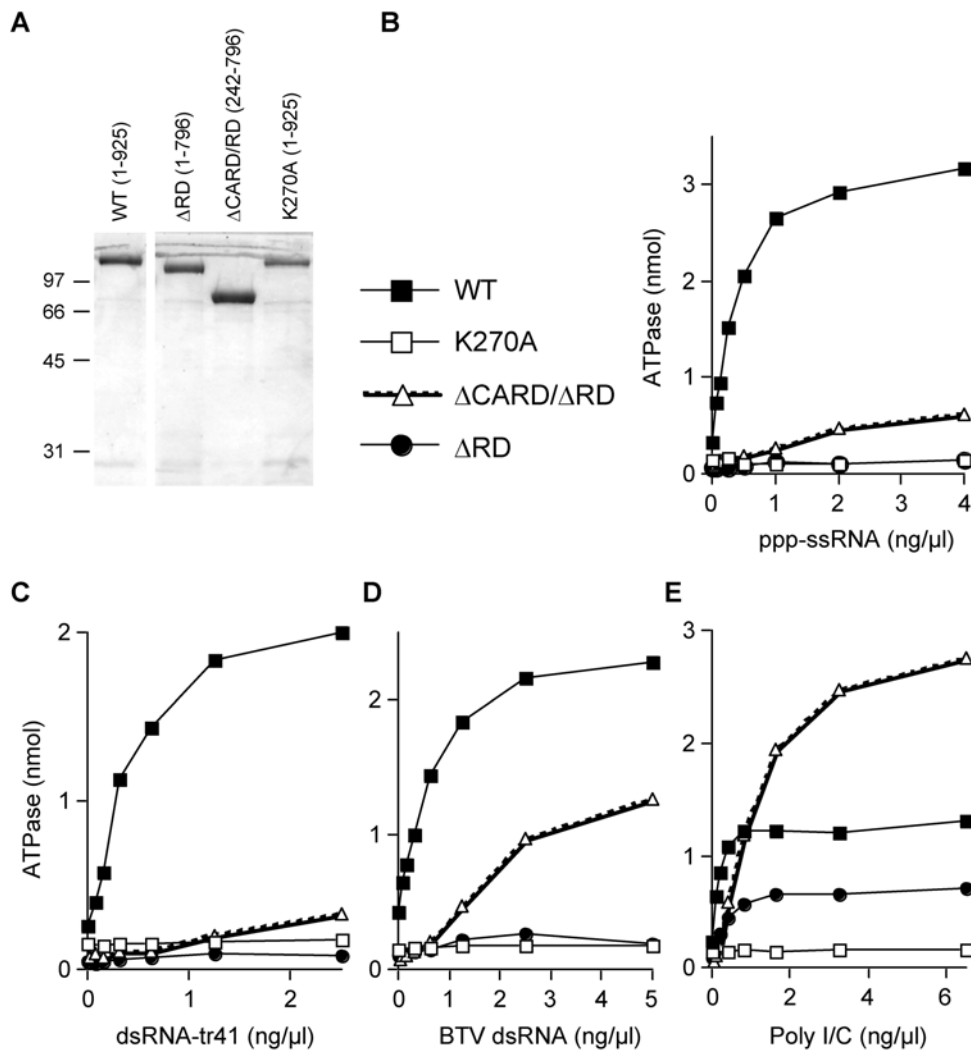 A
WT (1-925)
ΔRD (1-796)
ΔCARD/RD (242-796)
K270A (1-925)
97
66
45
31
WT
K270A
ΔCARD/ΔRD
ΔRD
B
ATPase (nmol)
3
2
1
0
0 1 2 3 4
ppp-ssRNA (ng/µl)
C
ATPase (nmol)
2
1
0
0 1 2
dsRNA-tr41 (ng/µl)
D
2
1
0
0 1 2 3 4 5
BTV dsRNA (ng/µl)
E
3
2
1
0
0 2 4 6
Poly I/C (ng/µl)